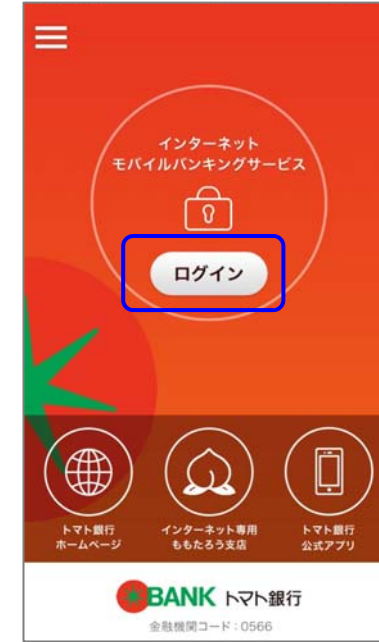 インターネット
モバイルバンキングサービス
ログイン
トマト銀行
ホームページ
インターネット専用
ももたろう支店
トマト銀行
公式アプリ
BANK トマト銀行
金融機関コード：0566